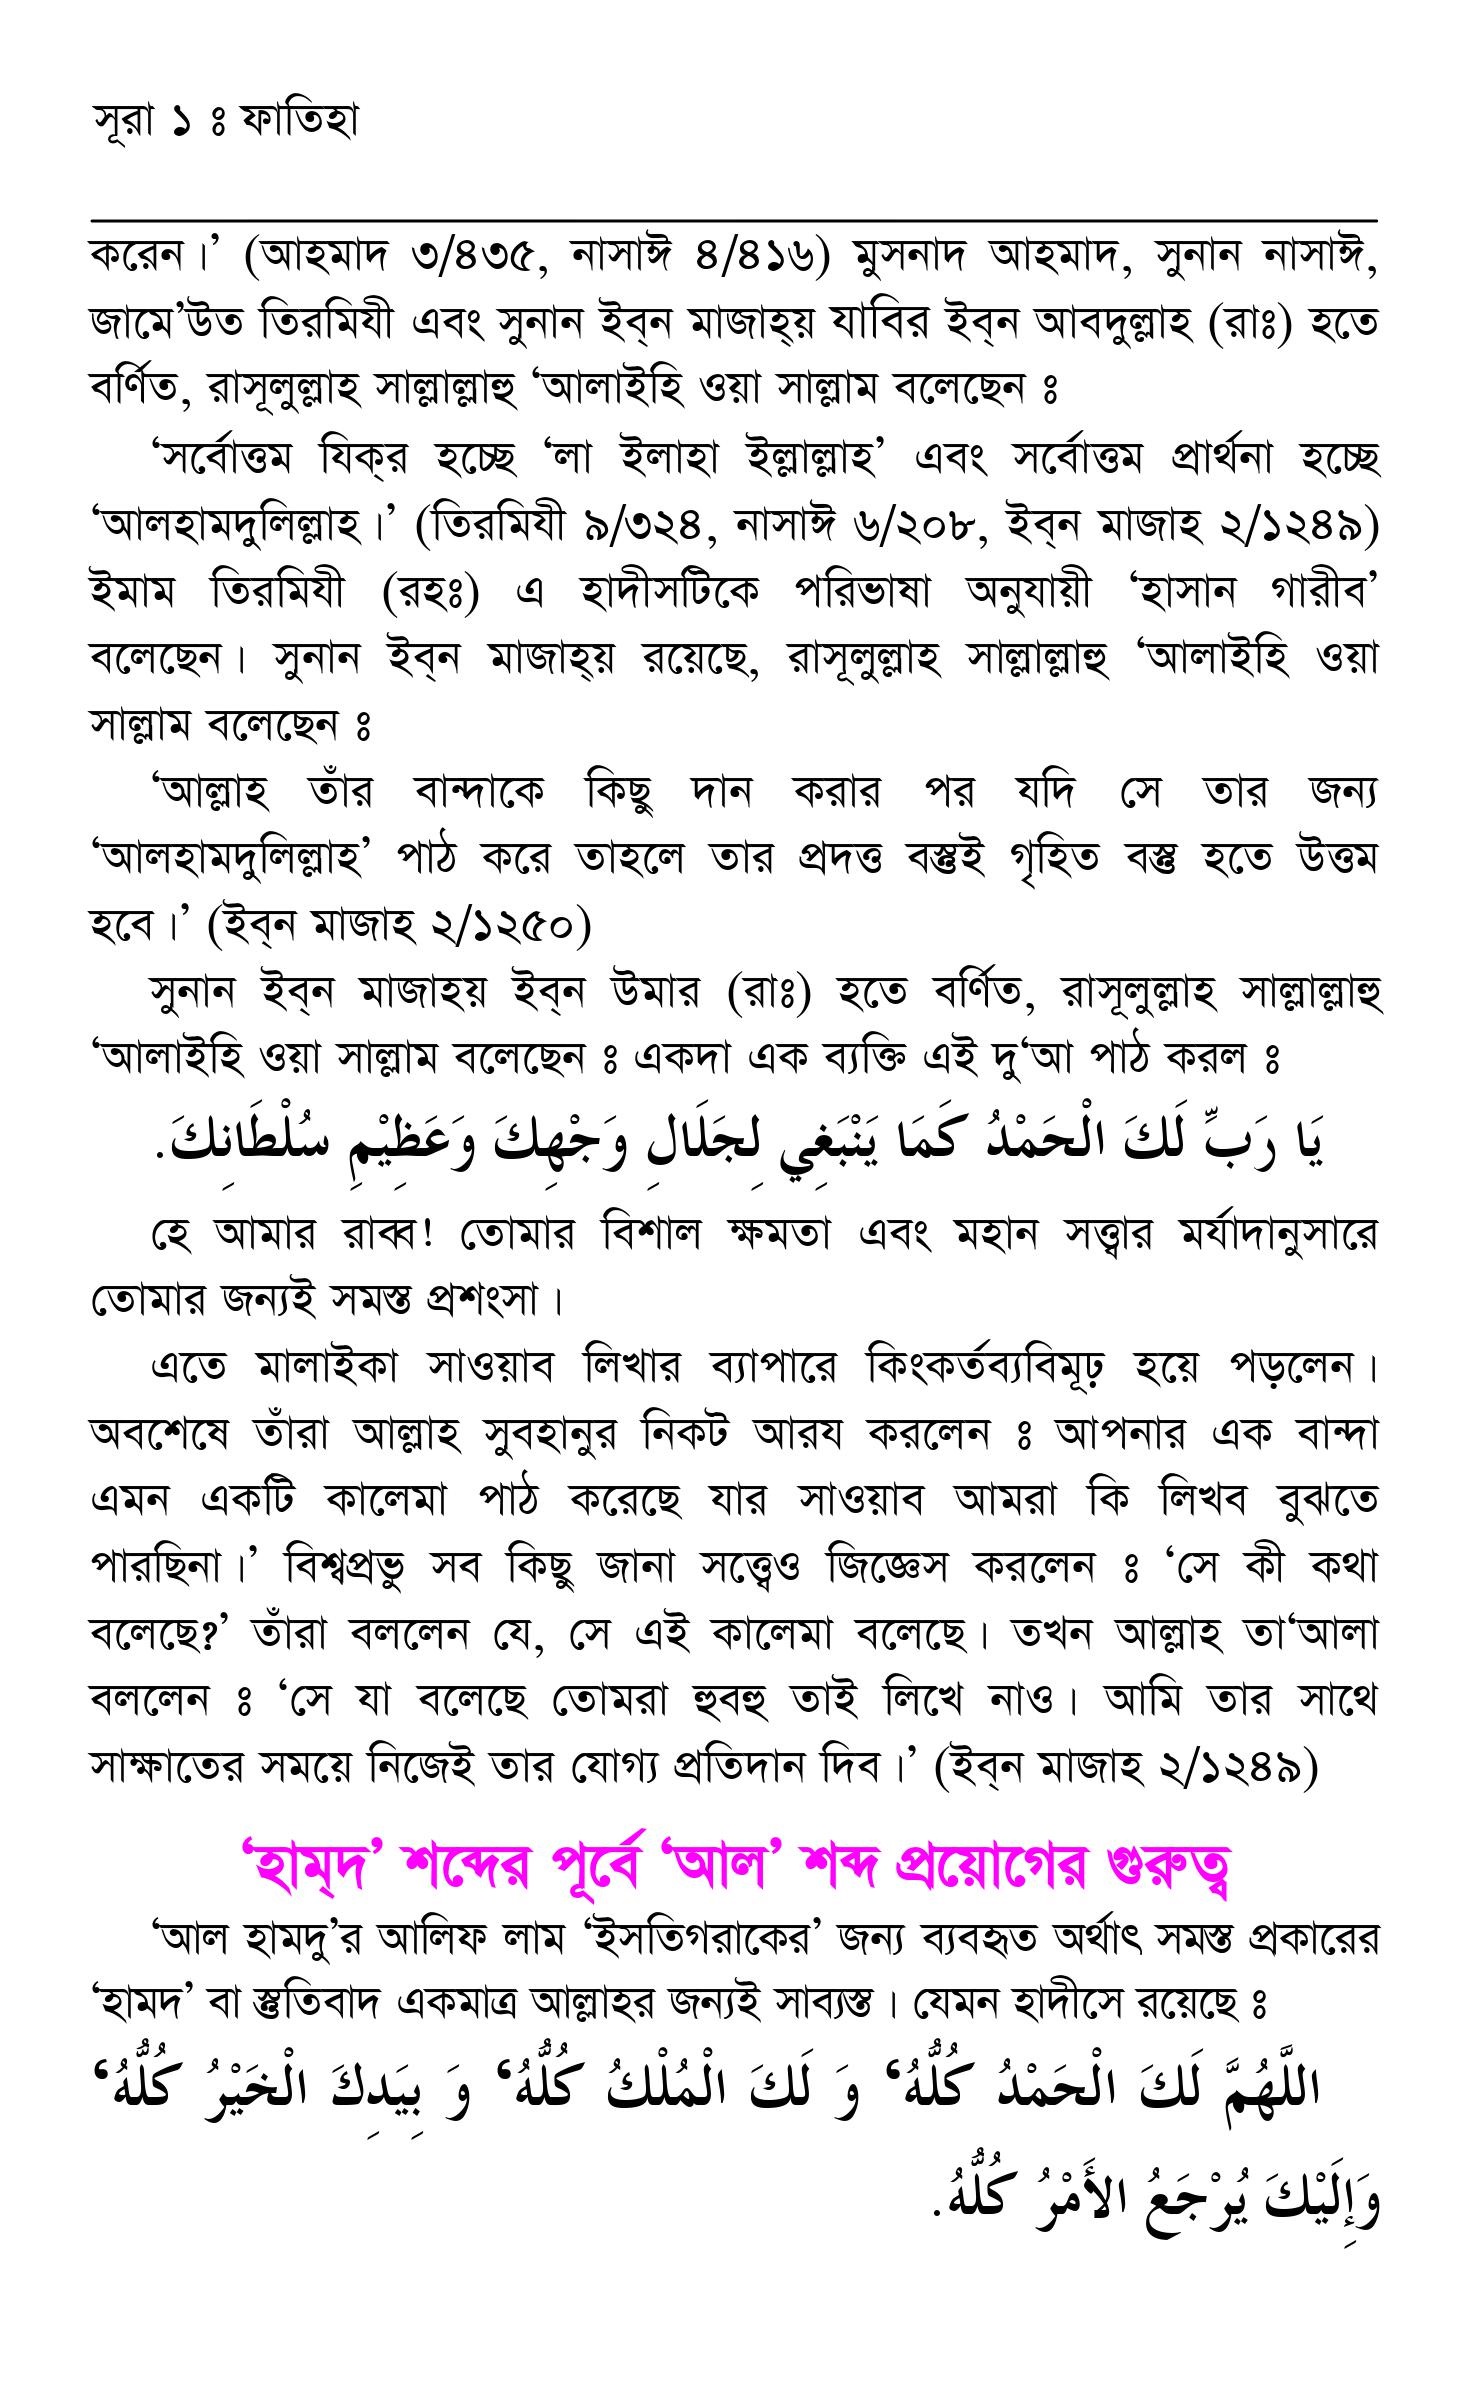 সূরা ১ ঃ ফাতিহা
করেন।’ (আহমাদ ৩/৪৩৫, নাসাঈ ৪/৪১৬) মুসনাদ আহমাদ, সুনান নাসাঈ,
জামে’উত তিরমিযী এবং সুনান ইব্‌ন মাজাহ্য় যাবির ইব্‌ন আবদুল্লাহ (রাঃ) হতে
বর্ণিত, রাসূলুল্লাহ সাল্লাল্লাহু ‘আলাইহি ওয়া সাল্লাম বলেছেন ঃ
‘সর্বোত্তম যিক্‌র হচ্ছে ‘লা ইলাহা ইল্লাল্লাহ’ এবং সর্বোত্তম প্রার্থনা হচ্ছে
‘আলহামদুলিল্লাহ।’ (তিরমিযী ৯/৩২৪, নাসাঈ ৬/২০৮, ইব্‌ন মাজাহ ২/১২৪৯)
ইমাম তিরমিযী (রহঃ) এ হাদীসটিকে পরিভাষা অনুযায়ী ‘হাসান গারীব’
বলেছেন। সুনান ইব্‌ন মাজাহ্য় রয়েছে, রাসূলুল্লাহ সাল্লাল্লাহু ‘আলাইহি ওয়া
সাল্লাম বলেছেন ঃ
‘আল্লাহ তাঁর বান্দাকে কিছু দান করার পর যদি সে তার জন্য
‘আলহামদুলিল্লাহ’ পাঠ করে তাহলে তার প্রদত্ত বস্তুই গৃহিত বস্তু হতে উত্তম
হবে।’ (ইব্‌ন মাজাহ ২/১২৫০)
সুনান ইব্‌ন মাজাহয় ইব্‌ন উমার (রাঃ) হতে বর্ণিত, রাসূলুল্লাহ সাল্লাল্লাহু
‘আলাইহি ওয়া সাল্লাম বলেছেন ঃ একদা এক ব্যক্তি এই দু‘আ পাঠ করল ঃ
يَا رَبِّ لَكَ الْحَمْدُ كَمَا يَنْبَغِي لِجَلَالِ وَجْهِكَ وَعَظِيْمِ سُلْطَانِكَ.
হে আমার রাব্ব! তোমার বিশাল ক্ষমতা এবং মহান সত্ত্বার মর্যাদানুসারে
তোমার জন্যই সমস্ত প্রশংসা।
এতে মালাইকা সাওয়াব লিখার ব্যাপারে কিংকর্তব্যবিমূঢ় হয়ে পড়লেন।
অবশেষে তাঁরা আল্লাহ সুবহানুর নিকট আরয করলেন ঃ আপনার এক বান্দা
এমন একটি কালেমা পাঠ করেছে যার সাওয়াব আমরা কি লিখব বুঝতে
পারছিনা।’ বিশ্বপ্রভু সব কিছু জানা সত্ত্বেও জিজ্ঞেস করলেন ঃ ‘সে কী কথা
বলেছে?’ তাঁরা বললেন যে, সে এই কালেমা বলেছে। তখন আল্লাহ তা‘আলা
বললেন ঃ ‘সে যা বলেছে তোমরা হুবহু তাই লিখে নাও। আমি তার সাথে
সাক্ষাতের সময়ে নিজেই তার যোগ্য প্রতিদান দিব।’ (ইব্‌ন মাজাহ ২/১২৪৯)
‘হাম্‌দ’ শব্দের পূর্বে ‘আল’ শব্দ প্রয়োগের গুরুত্ব
‘আল হামদু’র আলিফ লাম ‘ইসতিগরাকের’ জন্য ব্যবহৃত অর্থাৎ সমস্ত প্রকারের
‘হামদ’ বা স্তুতিবাদ একমাত্র আল্লাহর জন্যই সাব্যস্ত। যেমন হাদীসে রয়েছে ঃ
اللَّهُمَّ لَكَ الْحَمْدُ كُلُّهُ‘ وَ لَكَ الْمُلْكُ كُلُّهُ‘ وَ بِيَدِكَ الْخَيْرُ كُلُّهُ‘
وَإِلَيْكَ يُرْجَعُ الأَمْرُ كُلُّهُ.